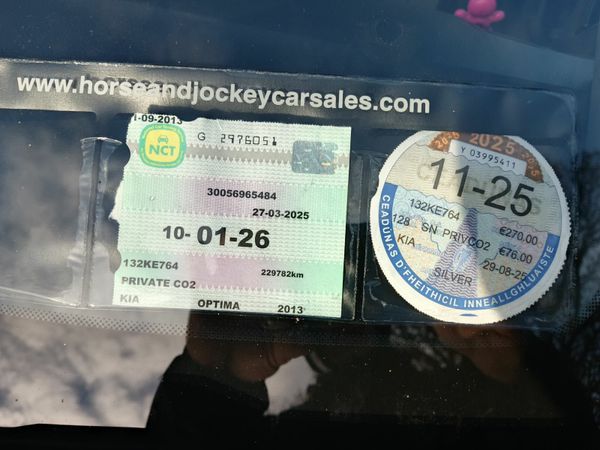 www.horseandjockeycarsales.com
-09-2013
NCT
G 2976051
30056965484
27-03-2025
10- 01-26
132KE764
229782km
PRIVATE CO2
KIA OPTIMA 2013
2025
Y 03995411
11-25
132KE764 €270.00
128 SN PRIVCO2 €76.00
KIA 29-08-25
SILVER
CEADÚNAS D'FHEITHICIL INNEALLGHLUAISTE